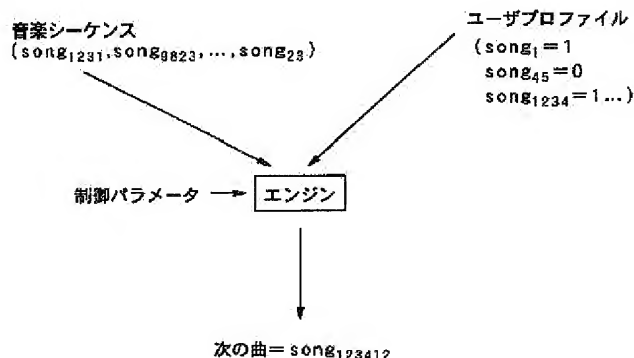 音楽シーケンス
{song1231,song9823,...,song23}
ユーザプロファイル
(song1=1
song45=0
song1234=1...)
制御パラメータ
エンジン
次の曲=song123412